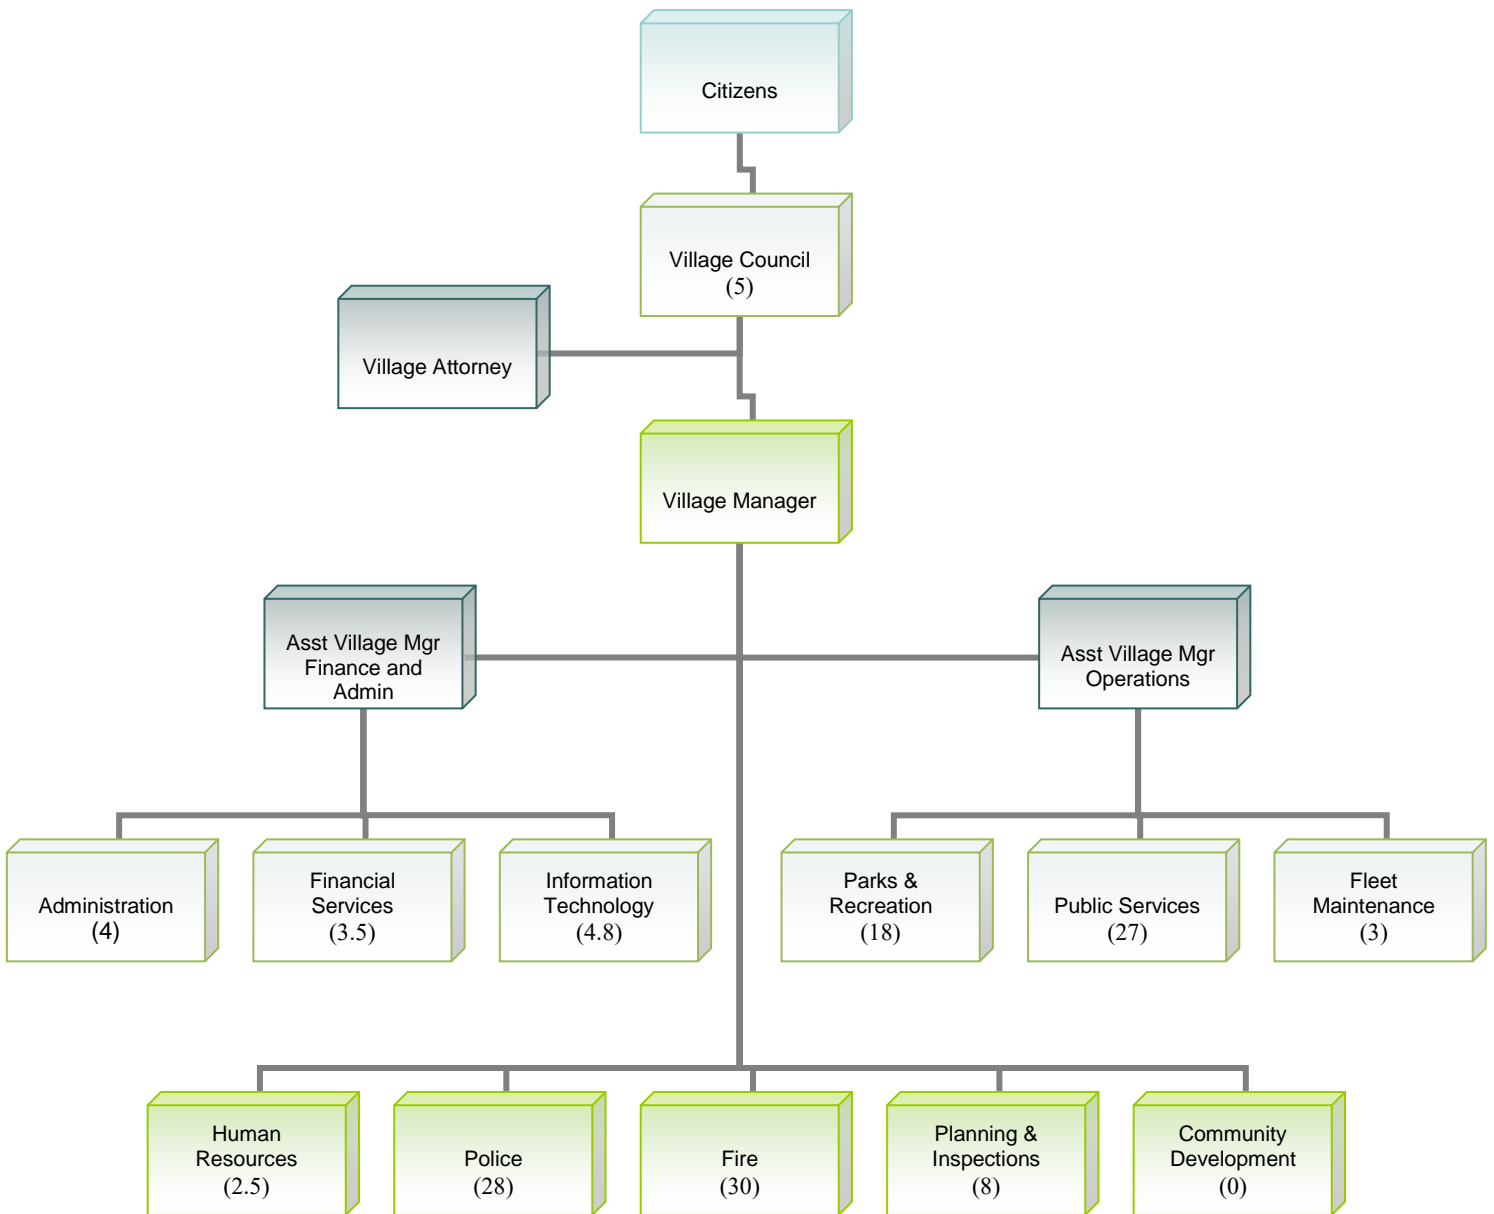 Citizens
Village Council
(5)
Village Attorney
Village Manager
Asst Village Mgr
Finance and
Admin
Asst Village Mgr
Operations
Administration
(4)
Financial
Services
(3.5)
Information
Technology
(4.8)
Parks &
Recreation
(18)
Public Services
(27)
Fleet
Maintenance
(3)
Human
Resources
(2.5)
Police
(28)
Fire
(30)
Planning &
Inspections
(8)
Community
Development
(0)